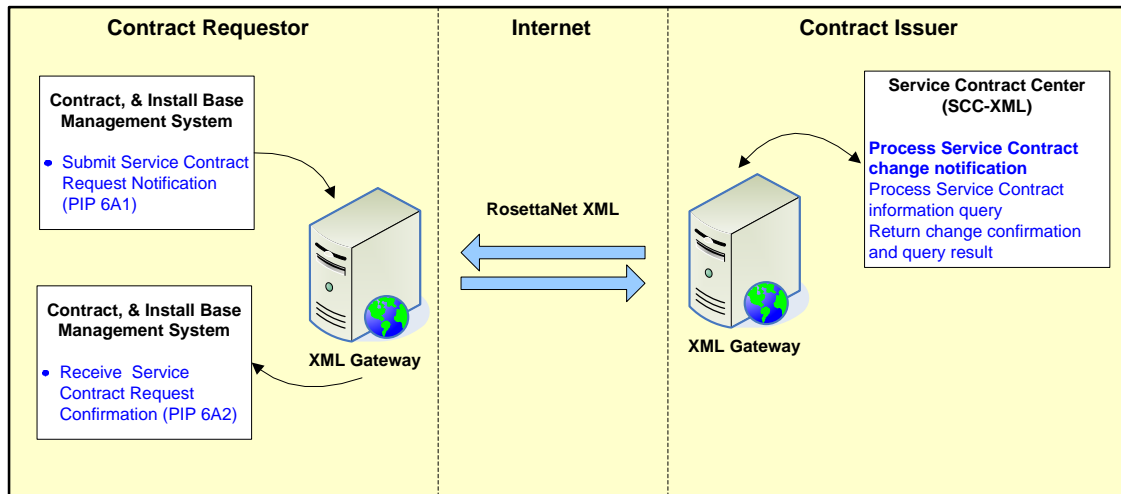 Contract Requestor
Internet
Contract Issuer
Contract, & Install Base
Management System
• Submit Service Contract
Request Notification
(PIP 6A1)
Service Contract Center
(SCC-XML)
Process Service Contract
change notification
Process Service Contract
information query
Return change confirmation
and query result
RosettaNet XML
XML Gateway
XML Gateway
Contract, & Install Base
Management System
• Receive Service
Contract Request
Confirmation (PIP 6A2)